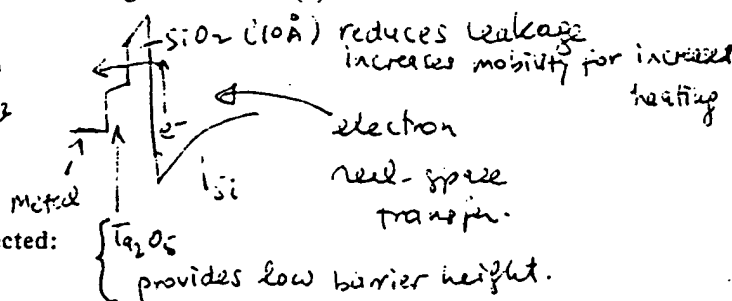 SiO2 (10Å) reduces leakage
increases mobility for increased
heating
e-
electron
real-space
transfer.
Si
Metal
ected:
Ta2O5
provides low barrier height.